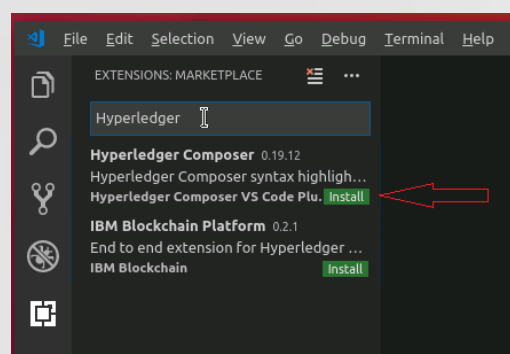 File Edit Selection View Go Debug Terminal Help
EXTENSIONS: MARKETPLACE
Hyperledger
Hyperledger Composer 0.19.12
Hyperledger Composer syntax highligh...
Hyperledger Composer VS Code Plu. Install
IBM Blockchain Platform 0.2.1
End to end extension for Hyperledger ...
IBM Blockchain Install